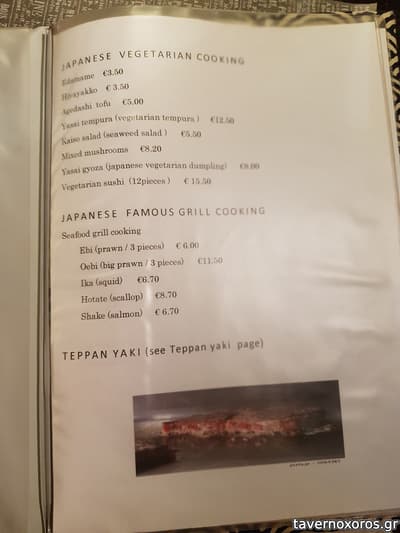 JAPANESE VEGETARIAN COOKING
Edamame €3.50
Hiyayakko € 3.50
Agedashi tofu €5.00
Yasai tempura (vegetarian tempura ) €12.50
Kaiso salad (seaweed salad ) €5.50
Mixed mushrooms €8.20
Yasai gyoza (japanese vegetarian dumpling) €8.00
Vegetarian sushi (12pieces ) € 15.50
JAPANESE FAMOUS GRILL COOKING
Seafood grill cooking
Ebi (prawn / 3 pieces) € 6.00
Oebi (big prawn / 3 pieces) €11.50
Ika (squid) €6.70
Hotate (scallop) €8.70
Shake (salmon) € 6.70
TEPPAN YAKI (see Teppan yaki page)
tavernoxoros.gr